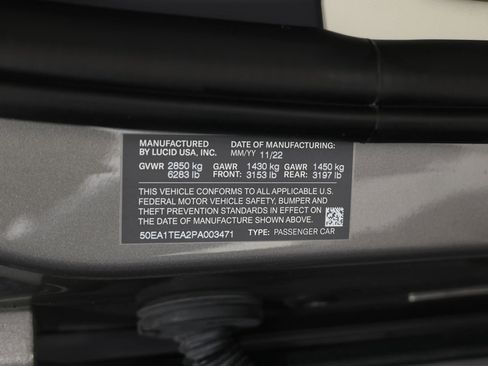 MANUFACTURED BY LUCID USA, INC.
DATE OF MANUFACTURING:
MM/YY 11/22
GVWR 2850 kg 6283 lb
GAWR FRONT: 1430 kg 3153 lb
GAWR REAR: 1450 kg 3197 lb
THIS VEHICLE CONFORMS TO ALL APPLICABLE U.S.
FEDERAL MOTOR VEHICLE SAFETY, BUMPER AND
THEFT PREVENTION STANDARDS IN EFFECT ON
THE DATE OF MANUFACTURE SHOWN ABOVE.
50EA1TEA2PA003471
TYPE: PASSENGER CAR